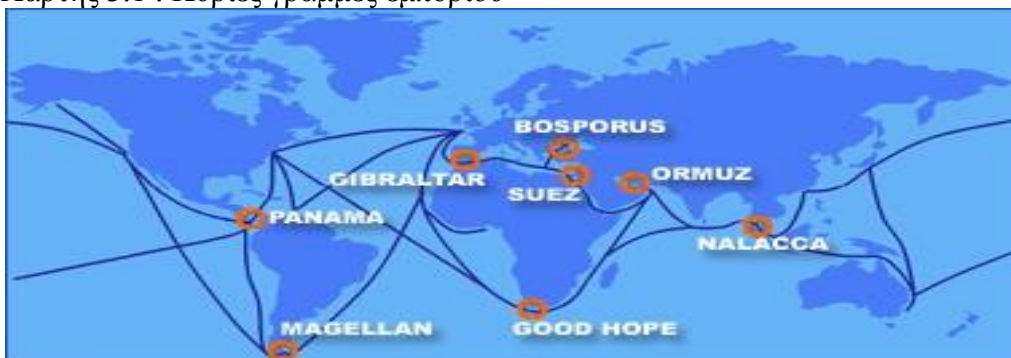 BOSPORUS
GIBRALTAR
SUEZ
ORMUZ
PANAMA
NALACCA
MAGELLAN
GOOD HOPE